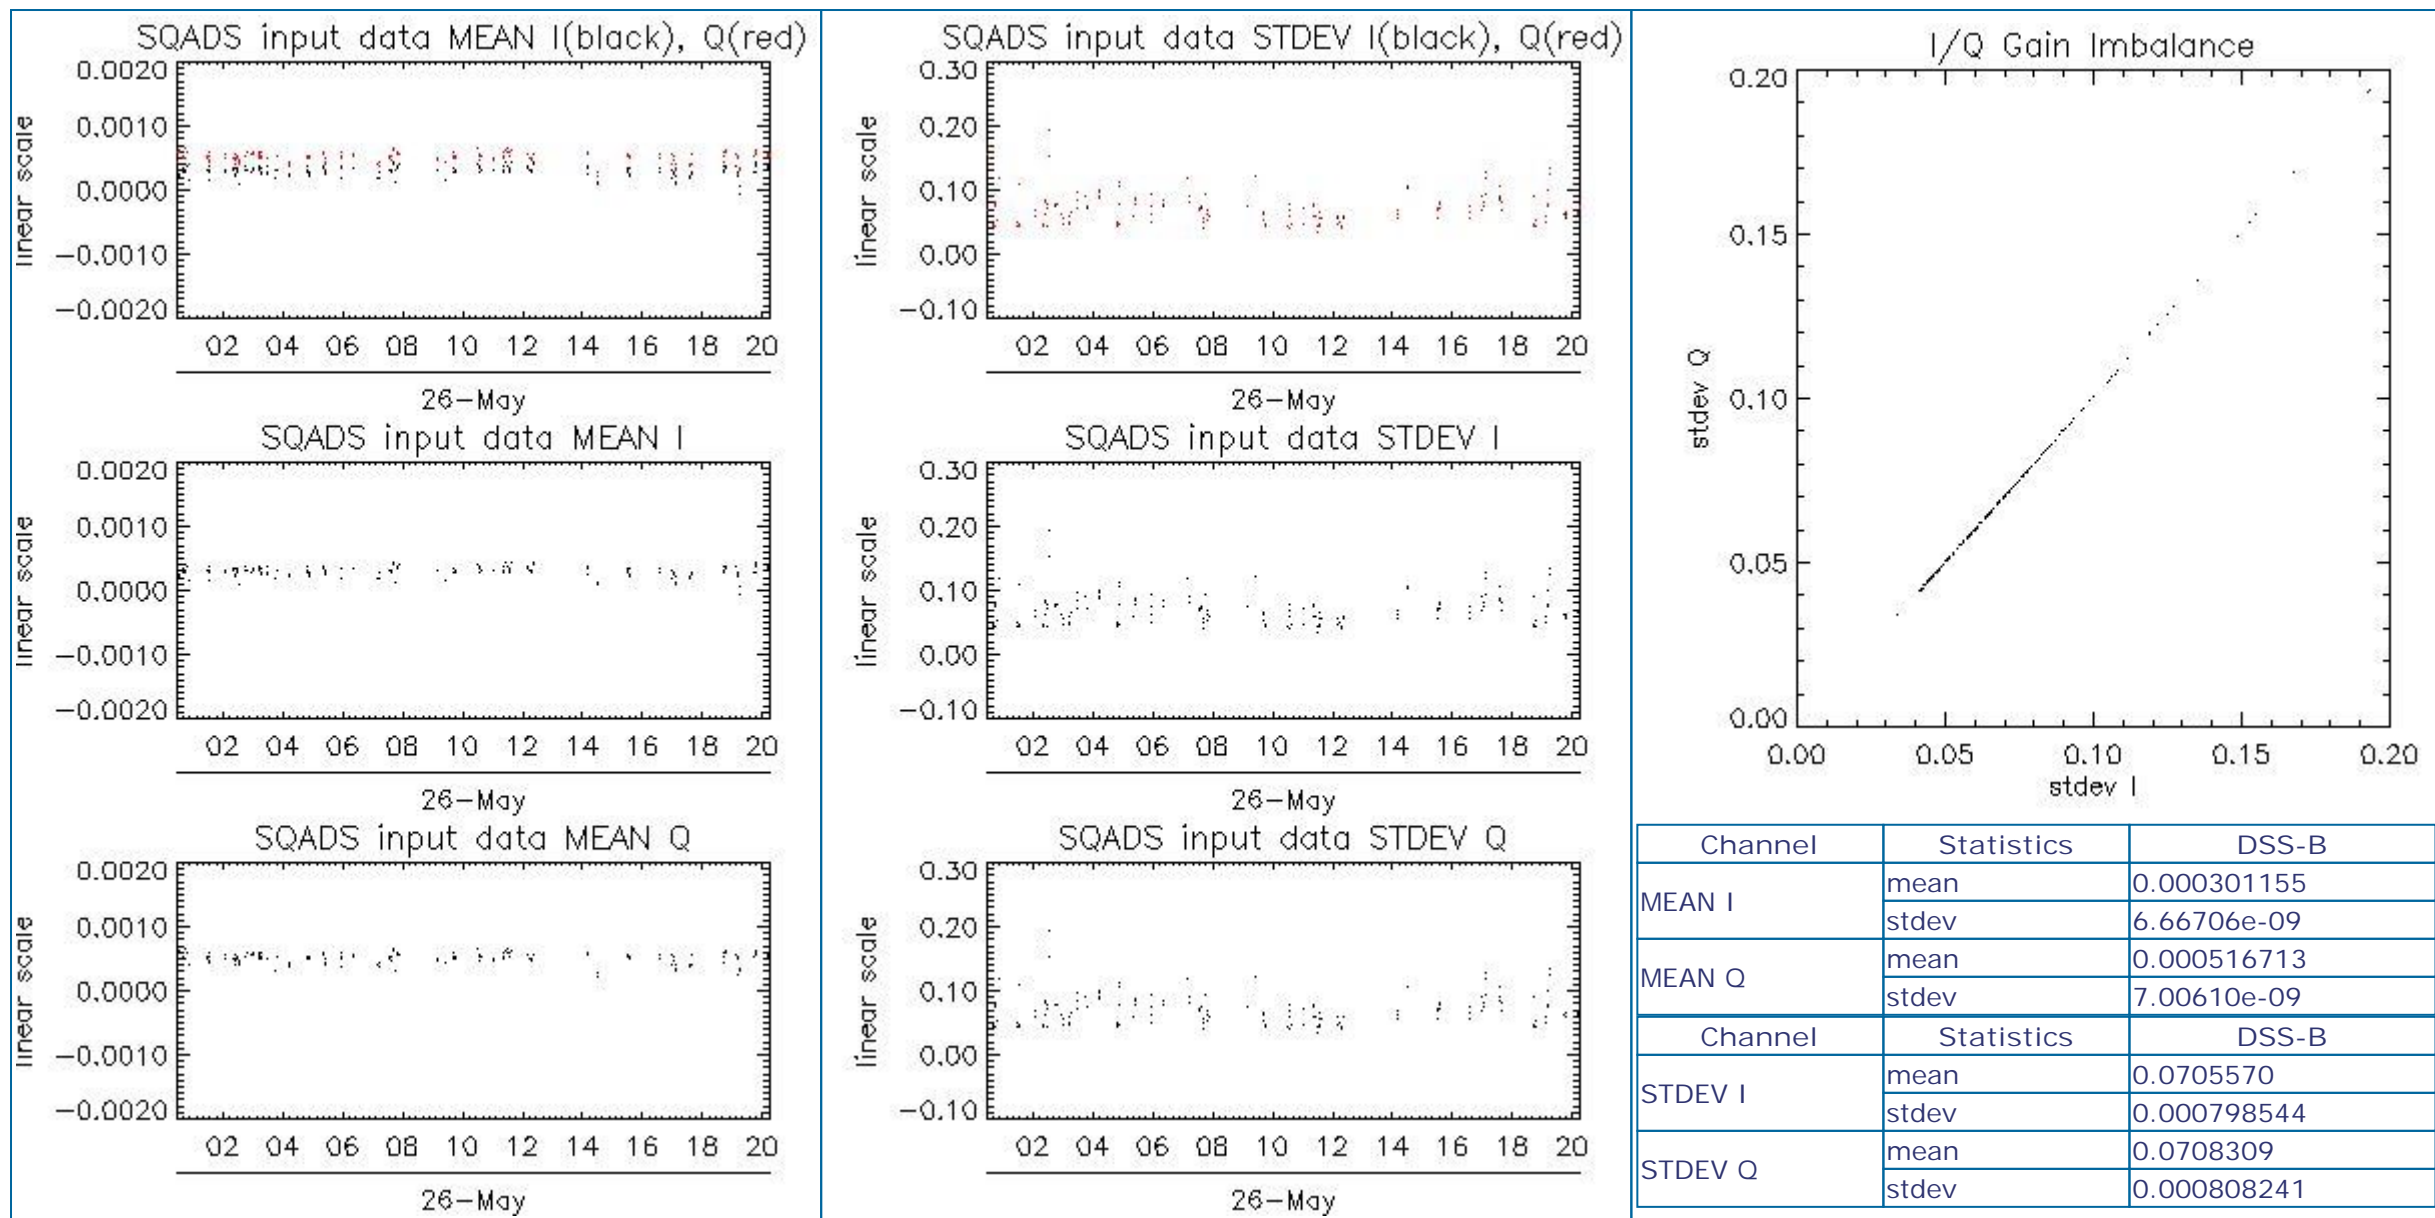 SQADS input data MEAN I(black), Q(red)
0.0020
0.0010
0.0000
−0.0010
−0.0020
linear scale
02 04 06 08 10 12 14 16 18 20
26−May
SQADS input data MEAN I
0.0020
0.0010
0.0000
−0.0010
−0.0020
linear scale
02 04 06 08 10 12 14 16 18 20
26−May
SQADS input data MEAN Q
0.0020
0.0010
0.0000
−0.0010
−0.0020
linear scale
02 04 06 08 10 12 14 16 18 20
26−May
SQADS input data STDEV I(black), Q(red)
0.30
0.20
0.10
0.00
−0.10
linear scale
02 04 06 08 10 12 14 16 18 20
26−May
SQADS input data STDEV I
0.30
0.20
0.10
0.00
−0.10
linear scale
02 04 06 08 10 12 14 16 18 20
26−May
SQADS input data STDEV Q
0.30
0.20
0.10
0.00
−0.10
linear scale
02 04 06 08 10 12 14 16 18 20
26−May
I/Q Gain Imbalance
0.20
0.15
0.10
0.05
0.00
stdev Q
0.00 0.05 0.10 0.15 0.20
stdev I
Channel Statistics DSS-B
MEAN I mean 0.000301155
stdev 6.66706e-09
MEAN Q mean 0.000516713
stdev 7.00610e-09
Channel Statistics DSS-B
STDEV I mean 0.0705570
stdev 0.000798544
STDEV Q mean 0.0708309
stdev 0.000808241